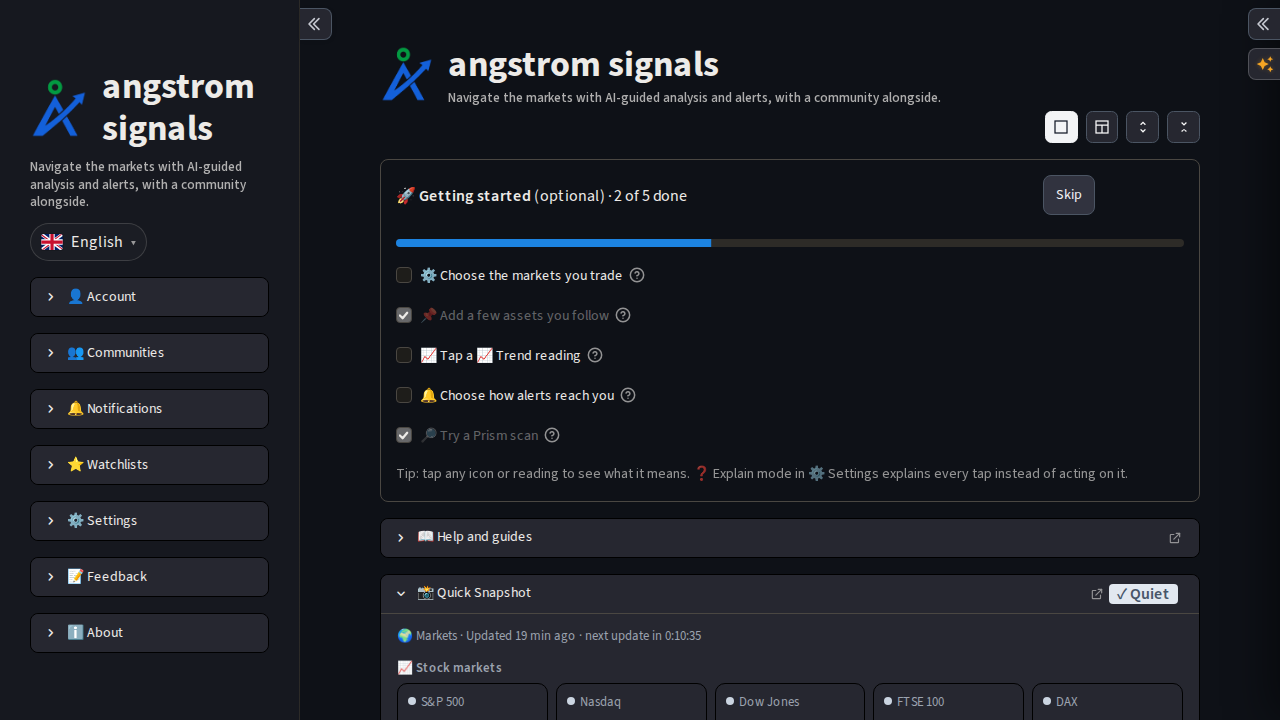 angstrom
signals
Navigate the markets with AI-guided
analysis and alerts, with a community
alongside.
English
Account
Communities
Notifications
Watchlists
Settings
Feedback
About
angstrom signals
Navigate the markets with AI-guided analysis and alerts, with a community alongside.
Getting started (optional) · 2 of 5 done
Skip
Choose the markets you trade
Add a few assets you follow
Tap a 📈 Trend reading
Choose how alerts reach you
Try a Prism scan
Tip: tap any icon or reading to see what it means. ❓ Explain mode in ⚙️ Settings explains every tap instead of acting on it.
Help and guides
Quick Snapshot
✓ Quiet
Markets · Updated 19 min ago · next update in 0:10:35
Stock markets
S&P 500
Nasdaq
Dow Jones
FTSE 100
DAX